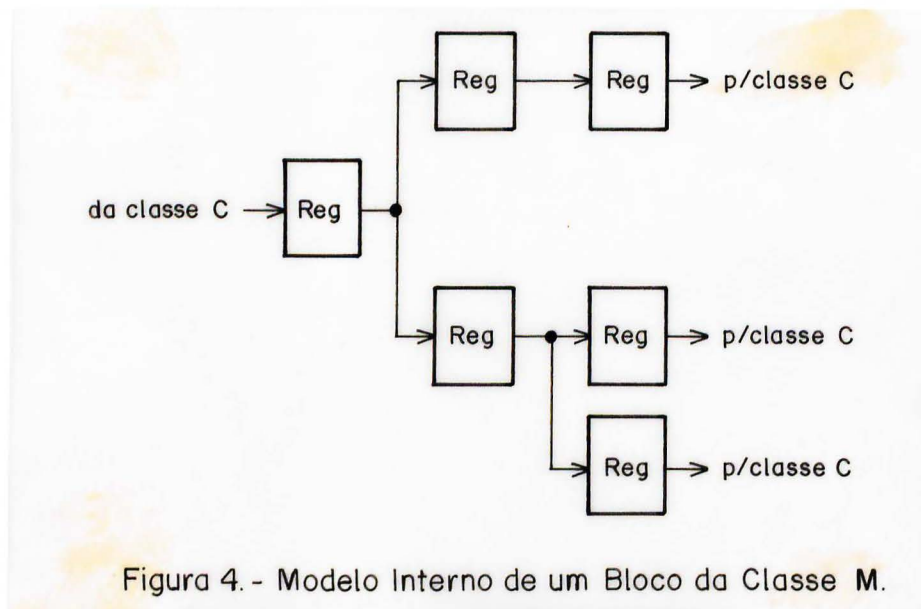 Reg Reg p/classe C
da classe C Reg
Reg Reg p/classe C
Reg p/classe C
Figura 4.- Modelo Interno de um Bloco da Classe M.